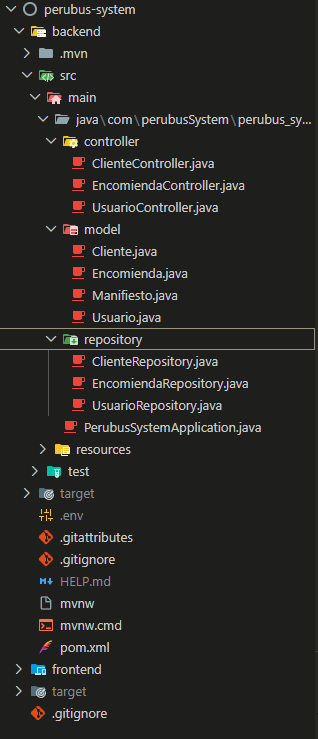 perubus-system
backend
.mvn
src
main
java\com\perubusSystem\perubus_sy...
controller
ClienteController.java
EncomiendaController.java
UsuarioController.java
model
Cliente.java
Encomienda.java
Manifiesto.java
Usuario.java
repository
ClienteRepository.java
EncomiendaRepository.java
UsuarioRepository.java
PerubusSystemApplication.java
resources
test
target
.env
.gitattributes
.gitignore
HELP.md
mvnw
mvnw.cmd
pom.xml
frontend
target
.gitignore